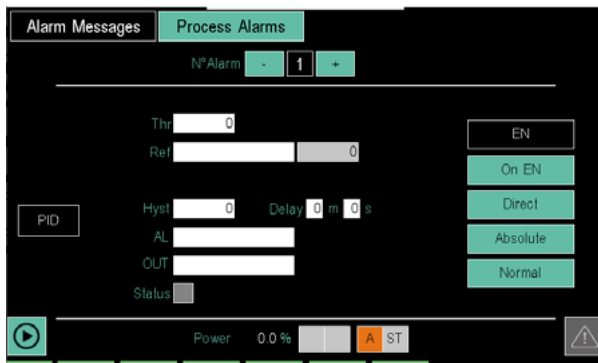 Alarm Messages Process Alarms
N°Alarm - 1 +
Thr 0
EN
Ref 0
On EN
Hyst 0 Delay 0 m 0 s
Direct
PID
AL
Absolute
OUT
Normal
Status
Power 0.0 % A ST